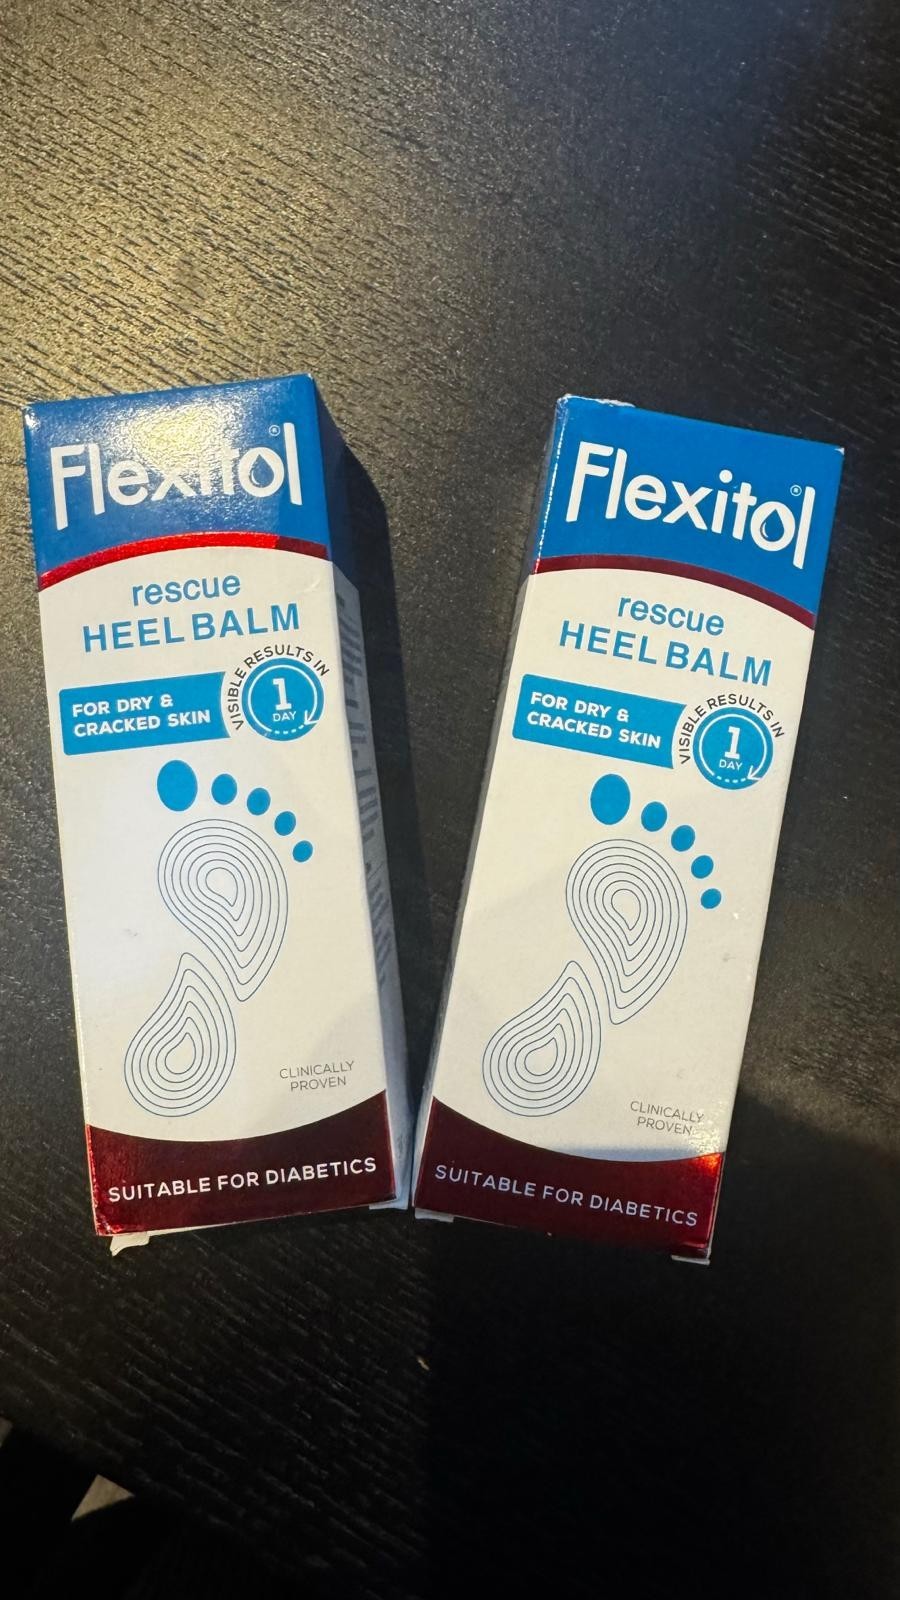 Flexitol®
rescue
HEEL BALM
FOR DRY &
CRACKED SKIN
VISIBLE RESULTS IN
1
DAY
CLINICALLY
PROVEN
SUITABLE FOR DIABETICS
Flexitol®
rescue
HEEL BALM
FOR DRY &
CRACKED SKIN
VISIBLE RESULTS IN
1
DAY
CLINICALLY
PROVEN
SUITABLE FOR DIABETICS